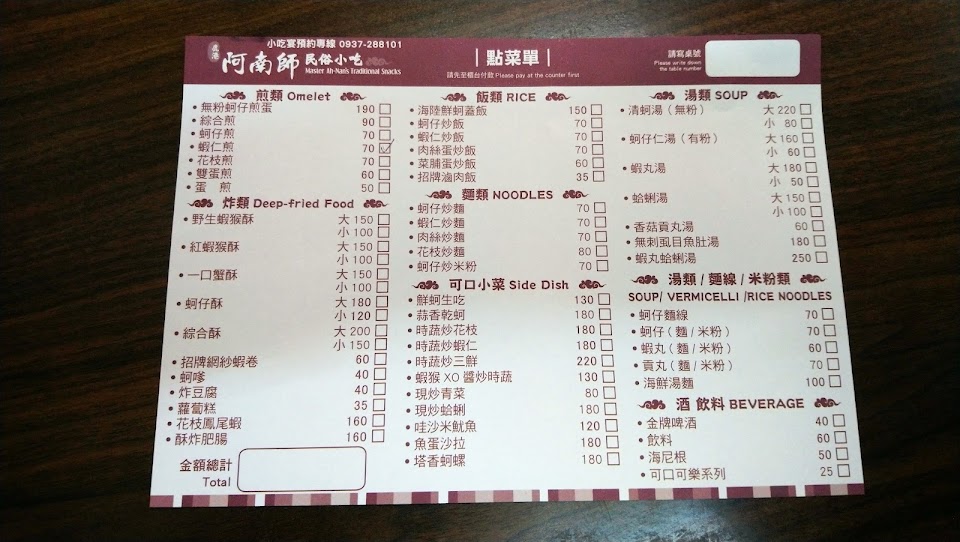 小吃宴預約專線 0937-288101
鹿港 阿南師 民俗小吃
Master Ah-Nan's Traditional Snacks
點菜單
請先至櫃台付款 Please pay at the counter first
請寫桌號
Please write down
the table number
煎類 Omelet
•無粉蚵仔煎蛋 190
•綜合煎 90
•蚵仔煎 70
•蝦仁煎 70
•花枝煎 70
•雙蛋煎 60
•蛋 煎 50
炸類 Deep-fried Food
•野生蝦猴酥 大 150
小 100
•紅蝦猴酥 大 150
小 100
•一口蟹酥 大 150
小 100
•蚵仔酥 大 180
小 120
•綜合酥 大 200
小 150
•招牌網紗蝦卷 60
•蚵嗲 40
•炸豆腐 40
•蘿蔔糕 35
•花枝鳳尾蝦 160
•酥炸肥腸 160
金額總計
Total
飯類 RICE
•海陸鮮蚵蓋飯 150
•蚵仔炒飯 70
•蝦仁炒飯 70
•肉絲蛋炒飯 70
•菜脯蛋炒飯 60
•招牌滷肉飯 35
麵類 NOODLES
•蚵仔炒麵 70
•蝦仁炒麵 70
•肉絲炒麵 70
•花枝炒麵 80
•蚵仔炒米粉 70
可口小菜 Side Dish
•鮮蚵生吃 130
•蒜香乾蚵 180
•時蔬炒花枝 180
•時蔬炒蝦仁 180
•時蔬炒三鮮 220
•蝦猴 XO 醬炒時蔬 130
•現炒青菜 80
•現炒蛤蜊 180
•哇沙米魷魚 120
•魚蛋沙拉 180
•塔香蚵螺 180
湯類 SOUP
•清蚵湯（無粉） 大 220
小 80
•蚵仔仁湯（有粉） 大 160
小 60
•蝦丸湯 大 180
小 50
•蛤蜊湯 大 150
小 100
•香菇貢丸湯 60
•無刺虱目魚肚湯 180
•蝦丸蛤蜊湯 250
湯類 / 麵線 / 米粉類
SOUP/ VERMICELLI /RICE NOODLES
•蚵仔麵線 70
•蚵仔（麵 / 米粉） 70
•蝦丸（麵 / 米粉） 60
•貢丸（麵 / 米粉） 70
•海鮮湯麵 100
酒 飲料 BEVERAGE
•金牌啤酒 40
•飲料 60
•海尼根 50
•可口可樂系列 25